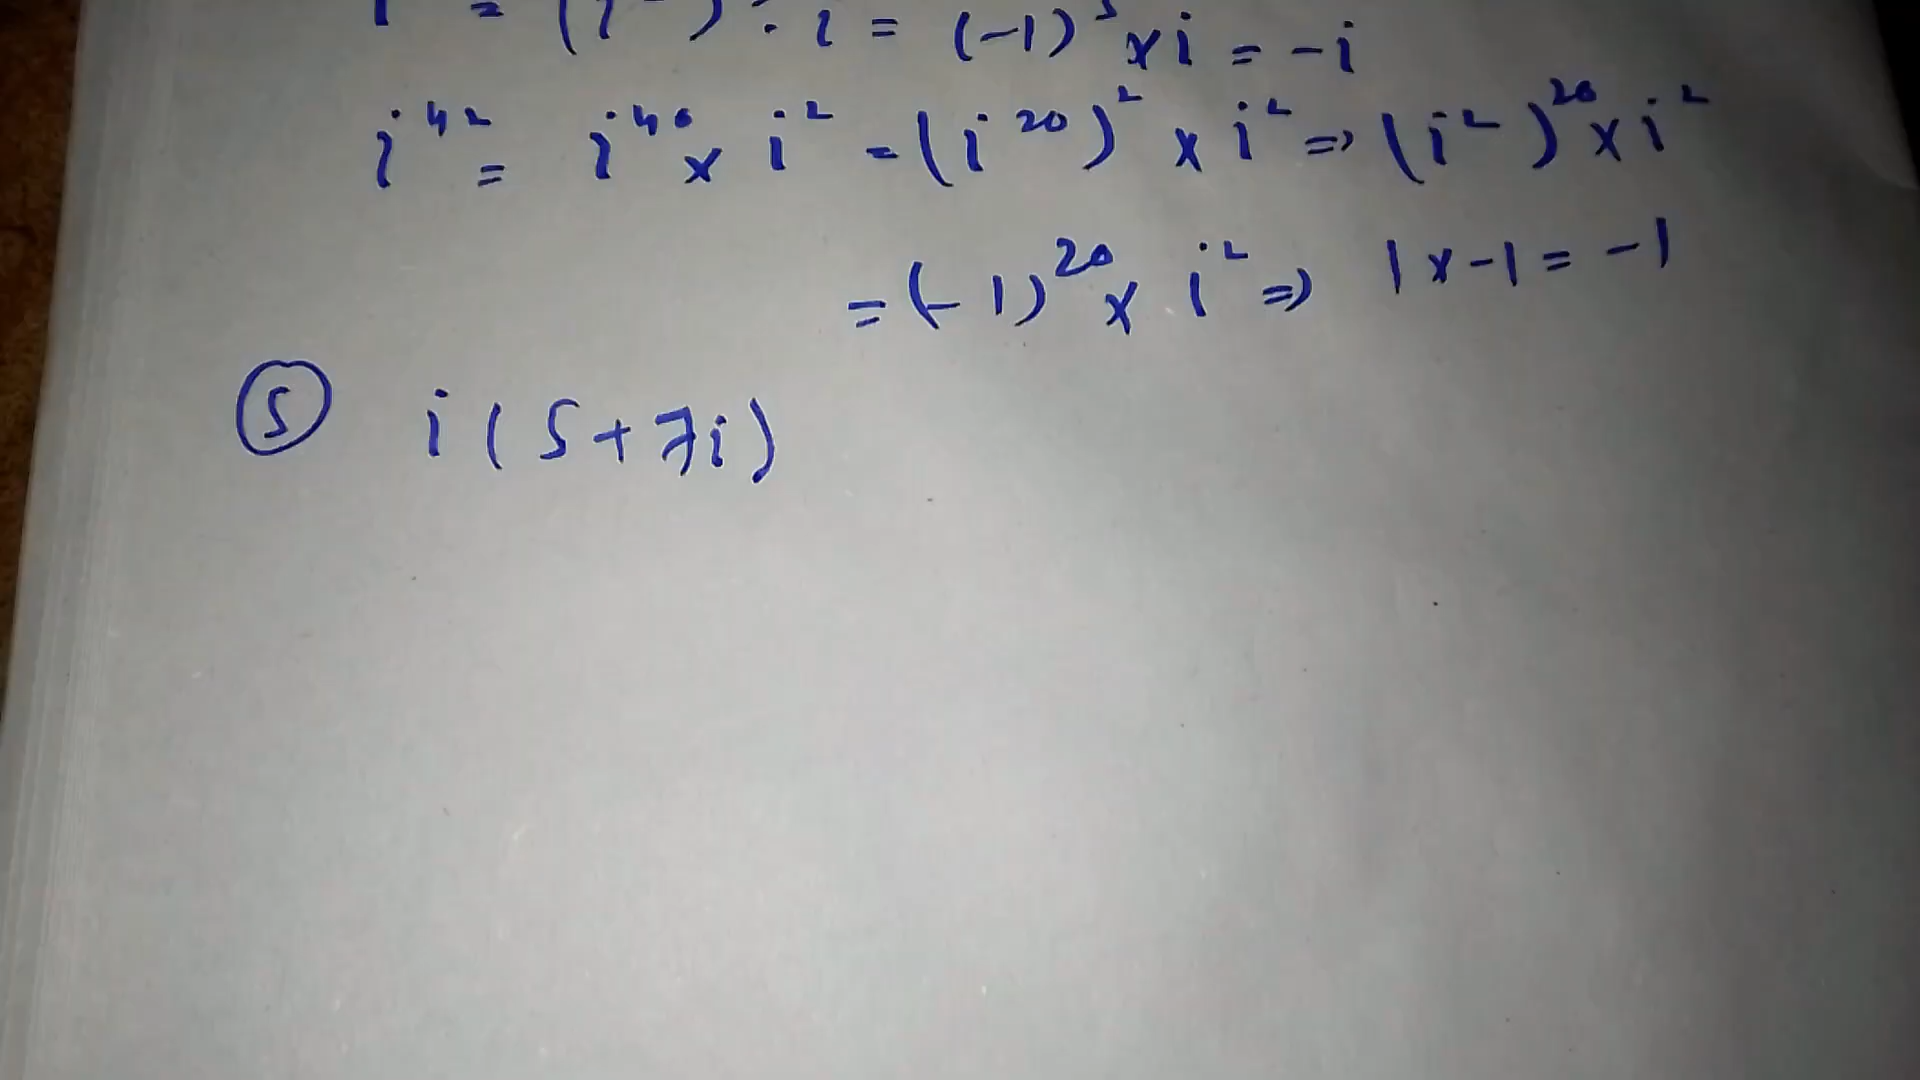 = (i ) . i = (-1) × i = -i
i⁴² = i⁴⁰ × i² = (i²⁰)² × i² => (i²)²⁰ × i²
= (-1)²⁰ × i² => 1 × -1 = -1
(5) i(5+7i)